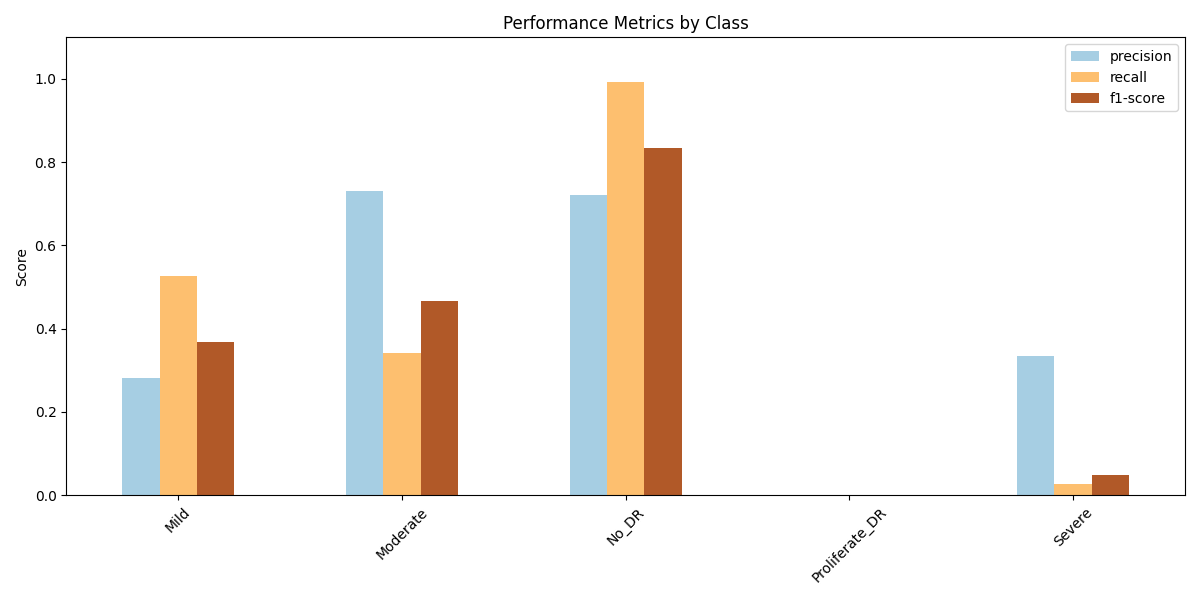 Performance Metrics by Class
precision
recall
f1-score
Score
1.0
0.8
0.6
0.4
0.2
0.0
Mild
Moderate
No_DR
Proliferate_DR
Severe